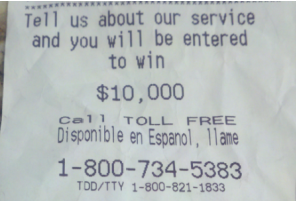 Tell us about our service
and you will be entered
to win
$10,000
Call TOLL FREE
Disponible en Espanol, llame
1-800-734-5383
TDD/TTY 1-800-821-1833